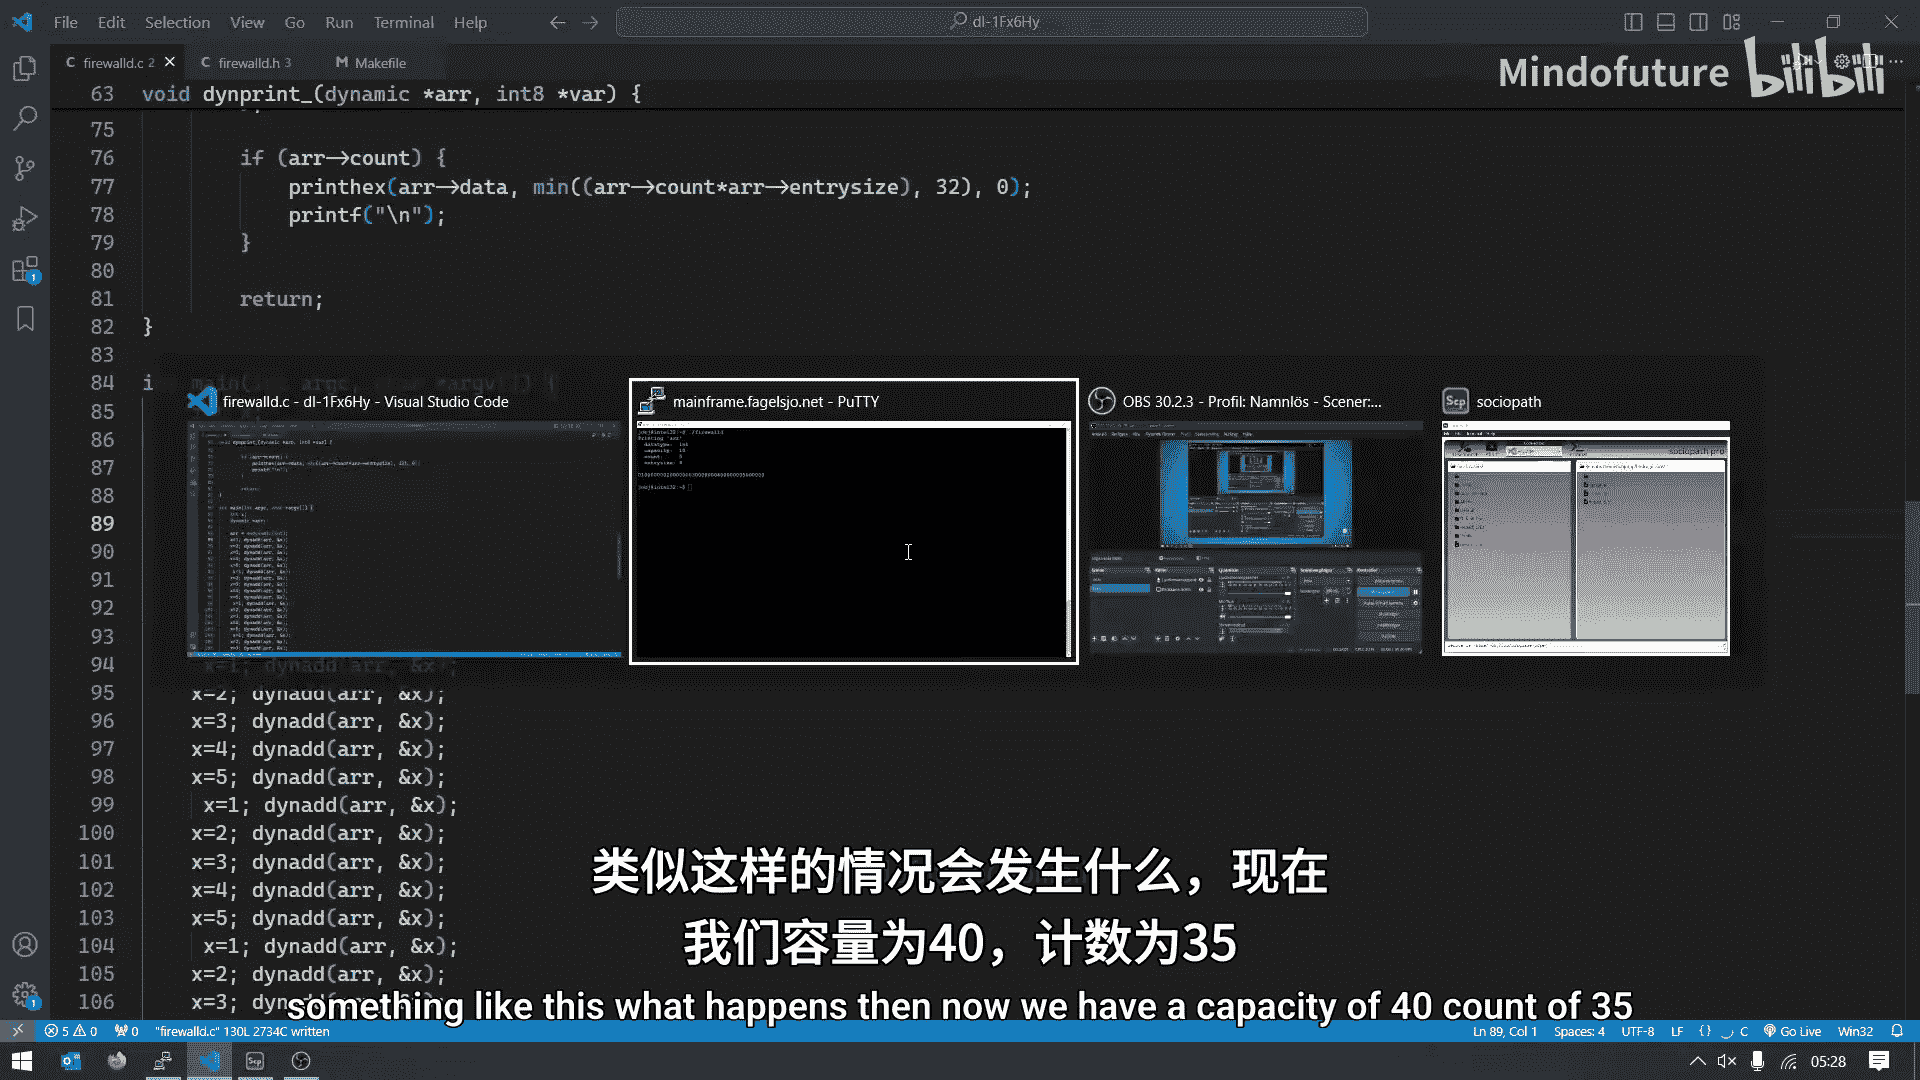 File Edit Selection View Go Run Terminal Help
dl-1Fx6Hy
C firewalld.c 2
C firewalld.h 3
M Makefile
Mindofuture bilibili
63 void dynprint_(dynamic *arr, int8 *var) {
75
76 if (arr→count) {
77 printhex(arr→data, min((arr→count*arr→entrysize), 32), 0);
78 printf("\n");
79 }
80
81 return;
82 }
83
84 i
85
86
87
88
89
90
91
92
93
94 x=1; dynadd(arr, &x);
firewalld.c - dl-1Fx6Hy - Visual Studio Code
mainframe.fagelsjo.net - PuTTY
OBS 30.2.3 - Profil: Namnlös - Scener:...
Scp sociopath
95 x=2; dynadd(arr, &x);
96 x=3; dynadd(arr, &x);
97 x=4; dynadd(arr, &x);
98 x=5; dynadd(arr, &x);
99 x=1; dynadd(arr, &x);
100 x=2; dynadd(arr, &x);
101 x=3; dynadd(arr, &x);
102 x=4; dynadd(arr, &x);
103 x=5; dynadd(arr, &x);
104 x=1; dynadd(arr, &x);
105 x=2; dynadd(arr, &x);
106 x=3;
类似这样的情况会发生什么，现在
我们容量为40，计数为35
something like this what happens then now we have a capacity of 40 count of 35
5 0 0 "firewalld.c" 130L 2734C written
Ln 89, Col 1 Spaces: 4 UTF-8 LF {} C Go Live Win32
05:28